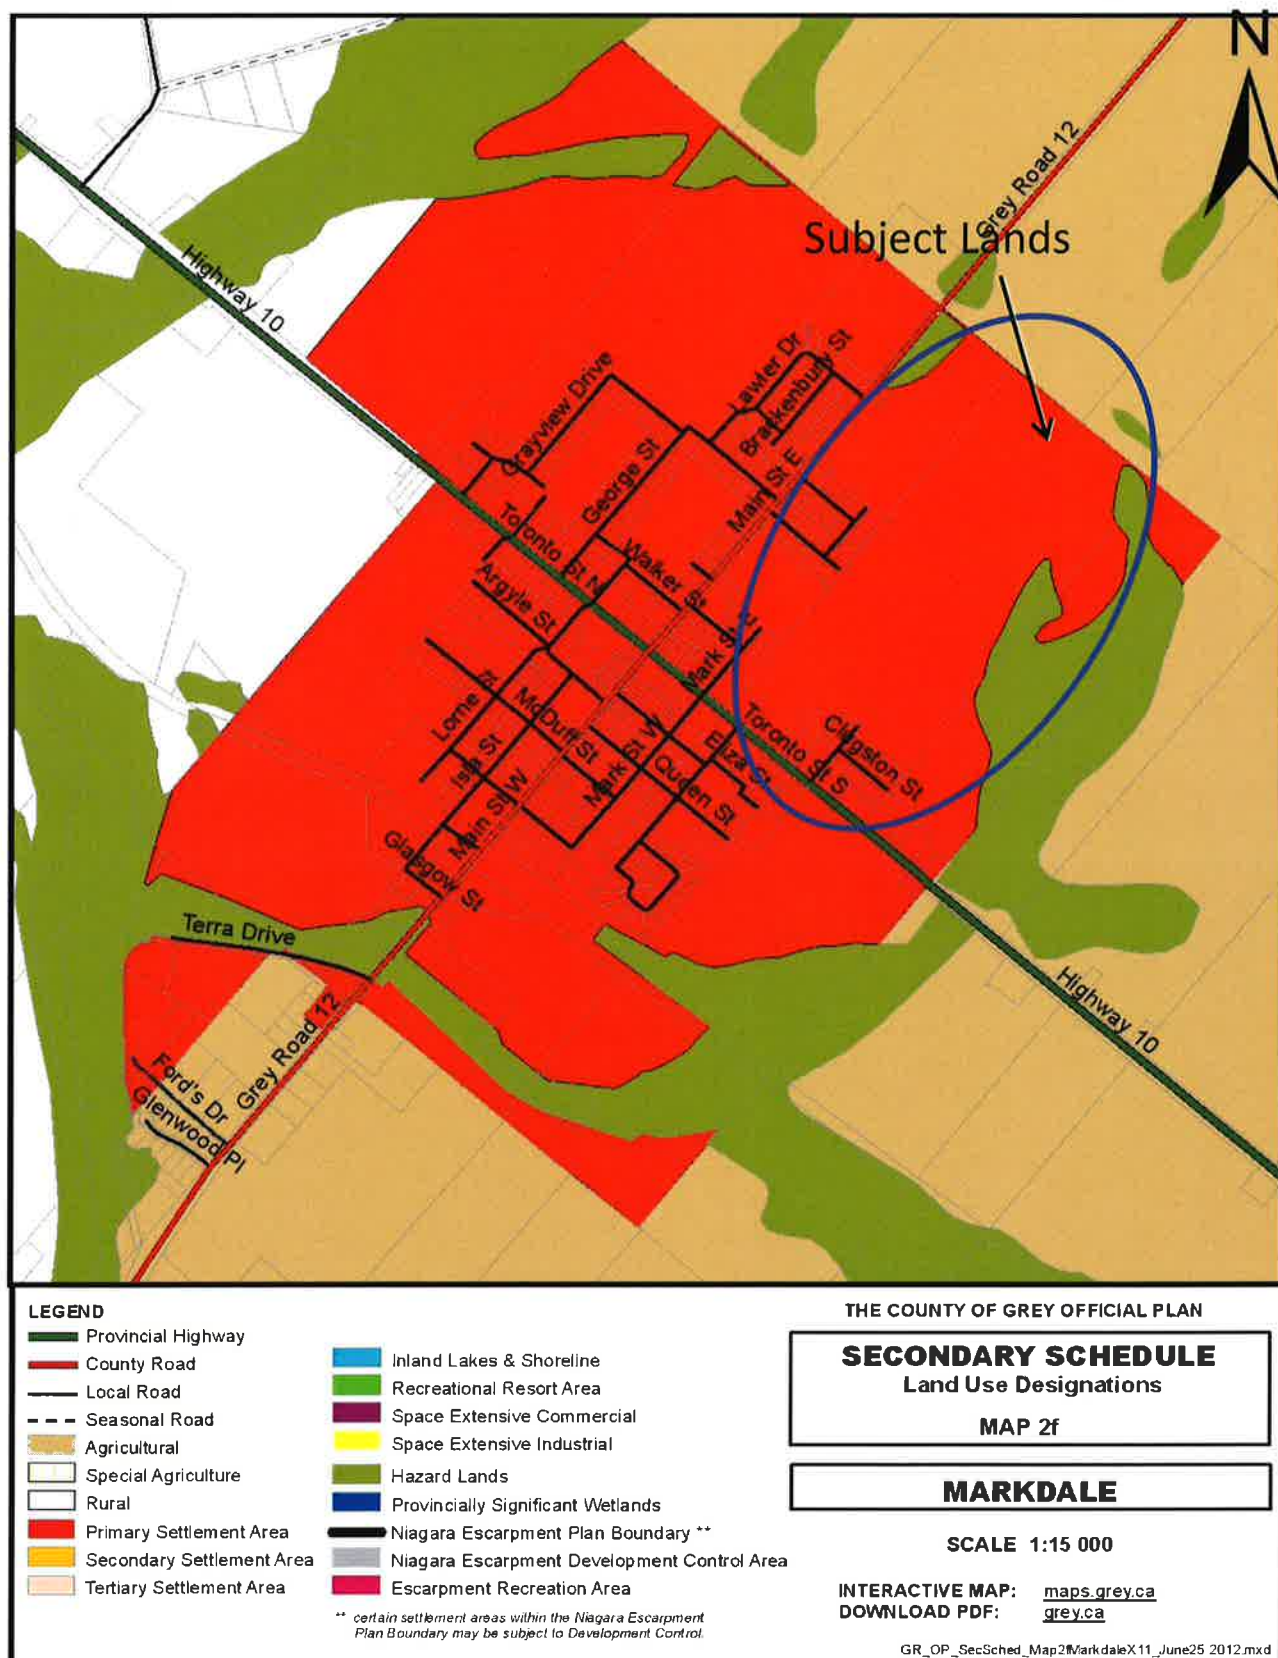 N
Grey Road 12
Subject Lands
Highway 10
Lawler Dr
Brackenbury St
Grayview Drive
George St
Main St E
Toronto St N
Walker St
Argyle St
Mark St E
Lorne St
McDuff St
Toronto St S
Clogston St
Eliza St
Isla St
Mark St W
Queen St
Main St W
Glasgow St
Terra Drive
Grey Road 12
Highway 10
Ford's Dr
Glenwood Pl
LEGEND
Provincial Highway
County Road
Local Road
Seasonal Road
Agricultural
Special Agriculture
Rural
Primary Settlement Area
Secondary Settlement Area
Tertiary Settlement Area
Inland Lakes & Shoreline
Recreational Resort Area
Space Extensive Commercial
Space Extensive Industrial
Hazard Lands
Provincially Significant Wetlands
Niagara Escarpment Plan Boundary **
Niagara Escarpment Development Control Area
Escarpment Recreation Area
** certain settlement areas within the Niagara Escarpment
Plan Boundary may be subject to Development Control.
THE COUNTY OF GREY OFFICIAL PLAN
SECONDARY SCHEDULE
Land Use Designations
MAP 2f
MARKDALE
SCALE 1:15 000
INTERACTIVE MAP: maps.grey.ca
DOWNLOAD PDF: grey.ca
GR_OP_SecSched_Map2fMarkdaleX11_June25 2012.mxd